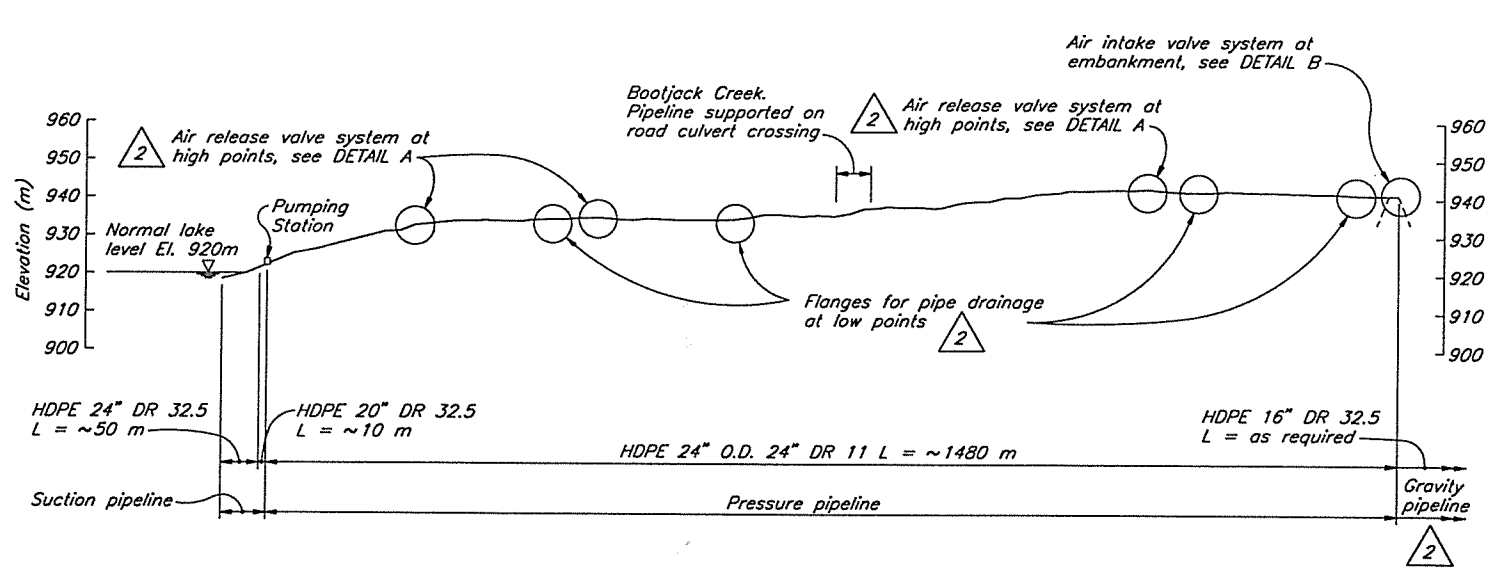 Air intake valve system at
embankment, see DETAIL B
Bootjack Creek.
Pipeline supported on
road culvert crossing
2
Air release valve system at
high points, see DETAIL A
2
Air release valve system at
high points, see DETAIL A
960
950
940
930
920
910
900
Elevation (m)
Normal lake
level El. 920m
Pumping
Station
960
950
940
930
920
910
900
Flanges for pipe drainage
at low points
2
HDPE 24" DR 32.5
L = ~50 m
HDPE 20" DR 32.5
L = ~10 m
HDPE 16" DR 32.5
L = as required
HDPE 24" O.D. 24" DR 11 L = ~1480 m
Suction pipeline
Pressure pipeline
Gravity
pipeline
2